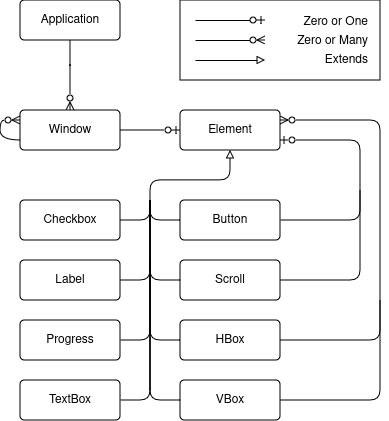 Application
Zero or One
Zero or Many
Extends
Window
Element
Checkbox
Button
Label
Scroll
Progress
HBox
TextBox
VBox